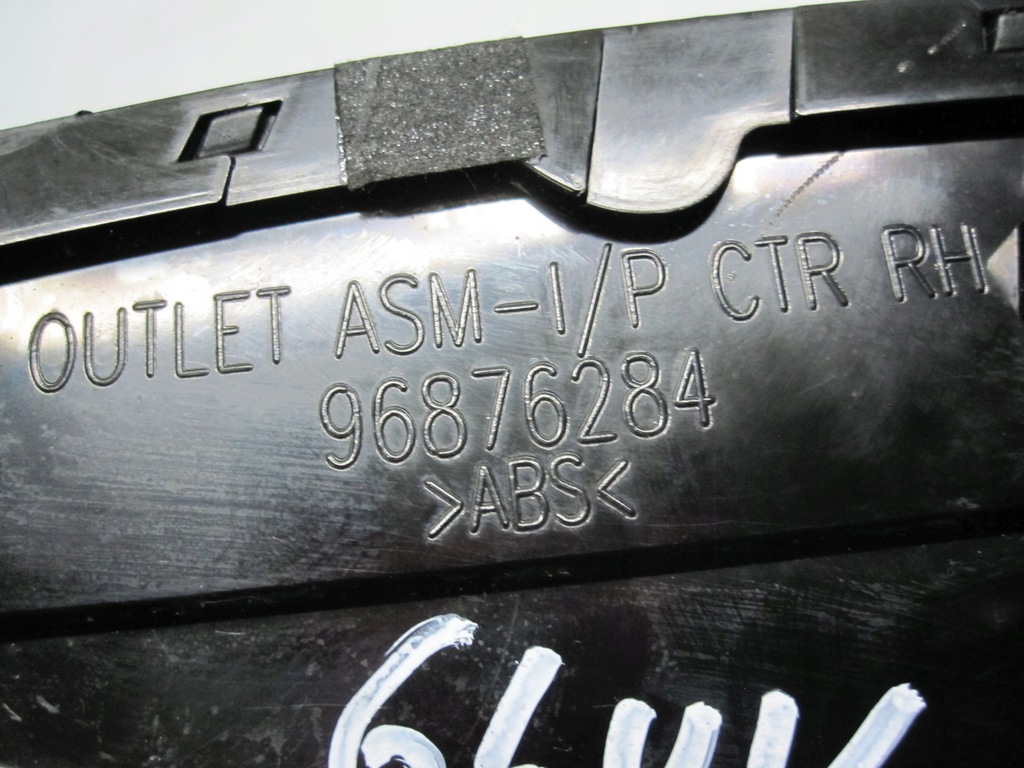 OUTLET ASM-I/P CTR RH
96876284
>ABS<